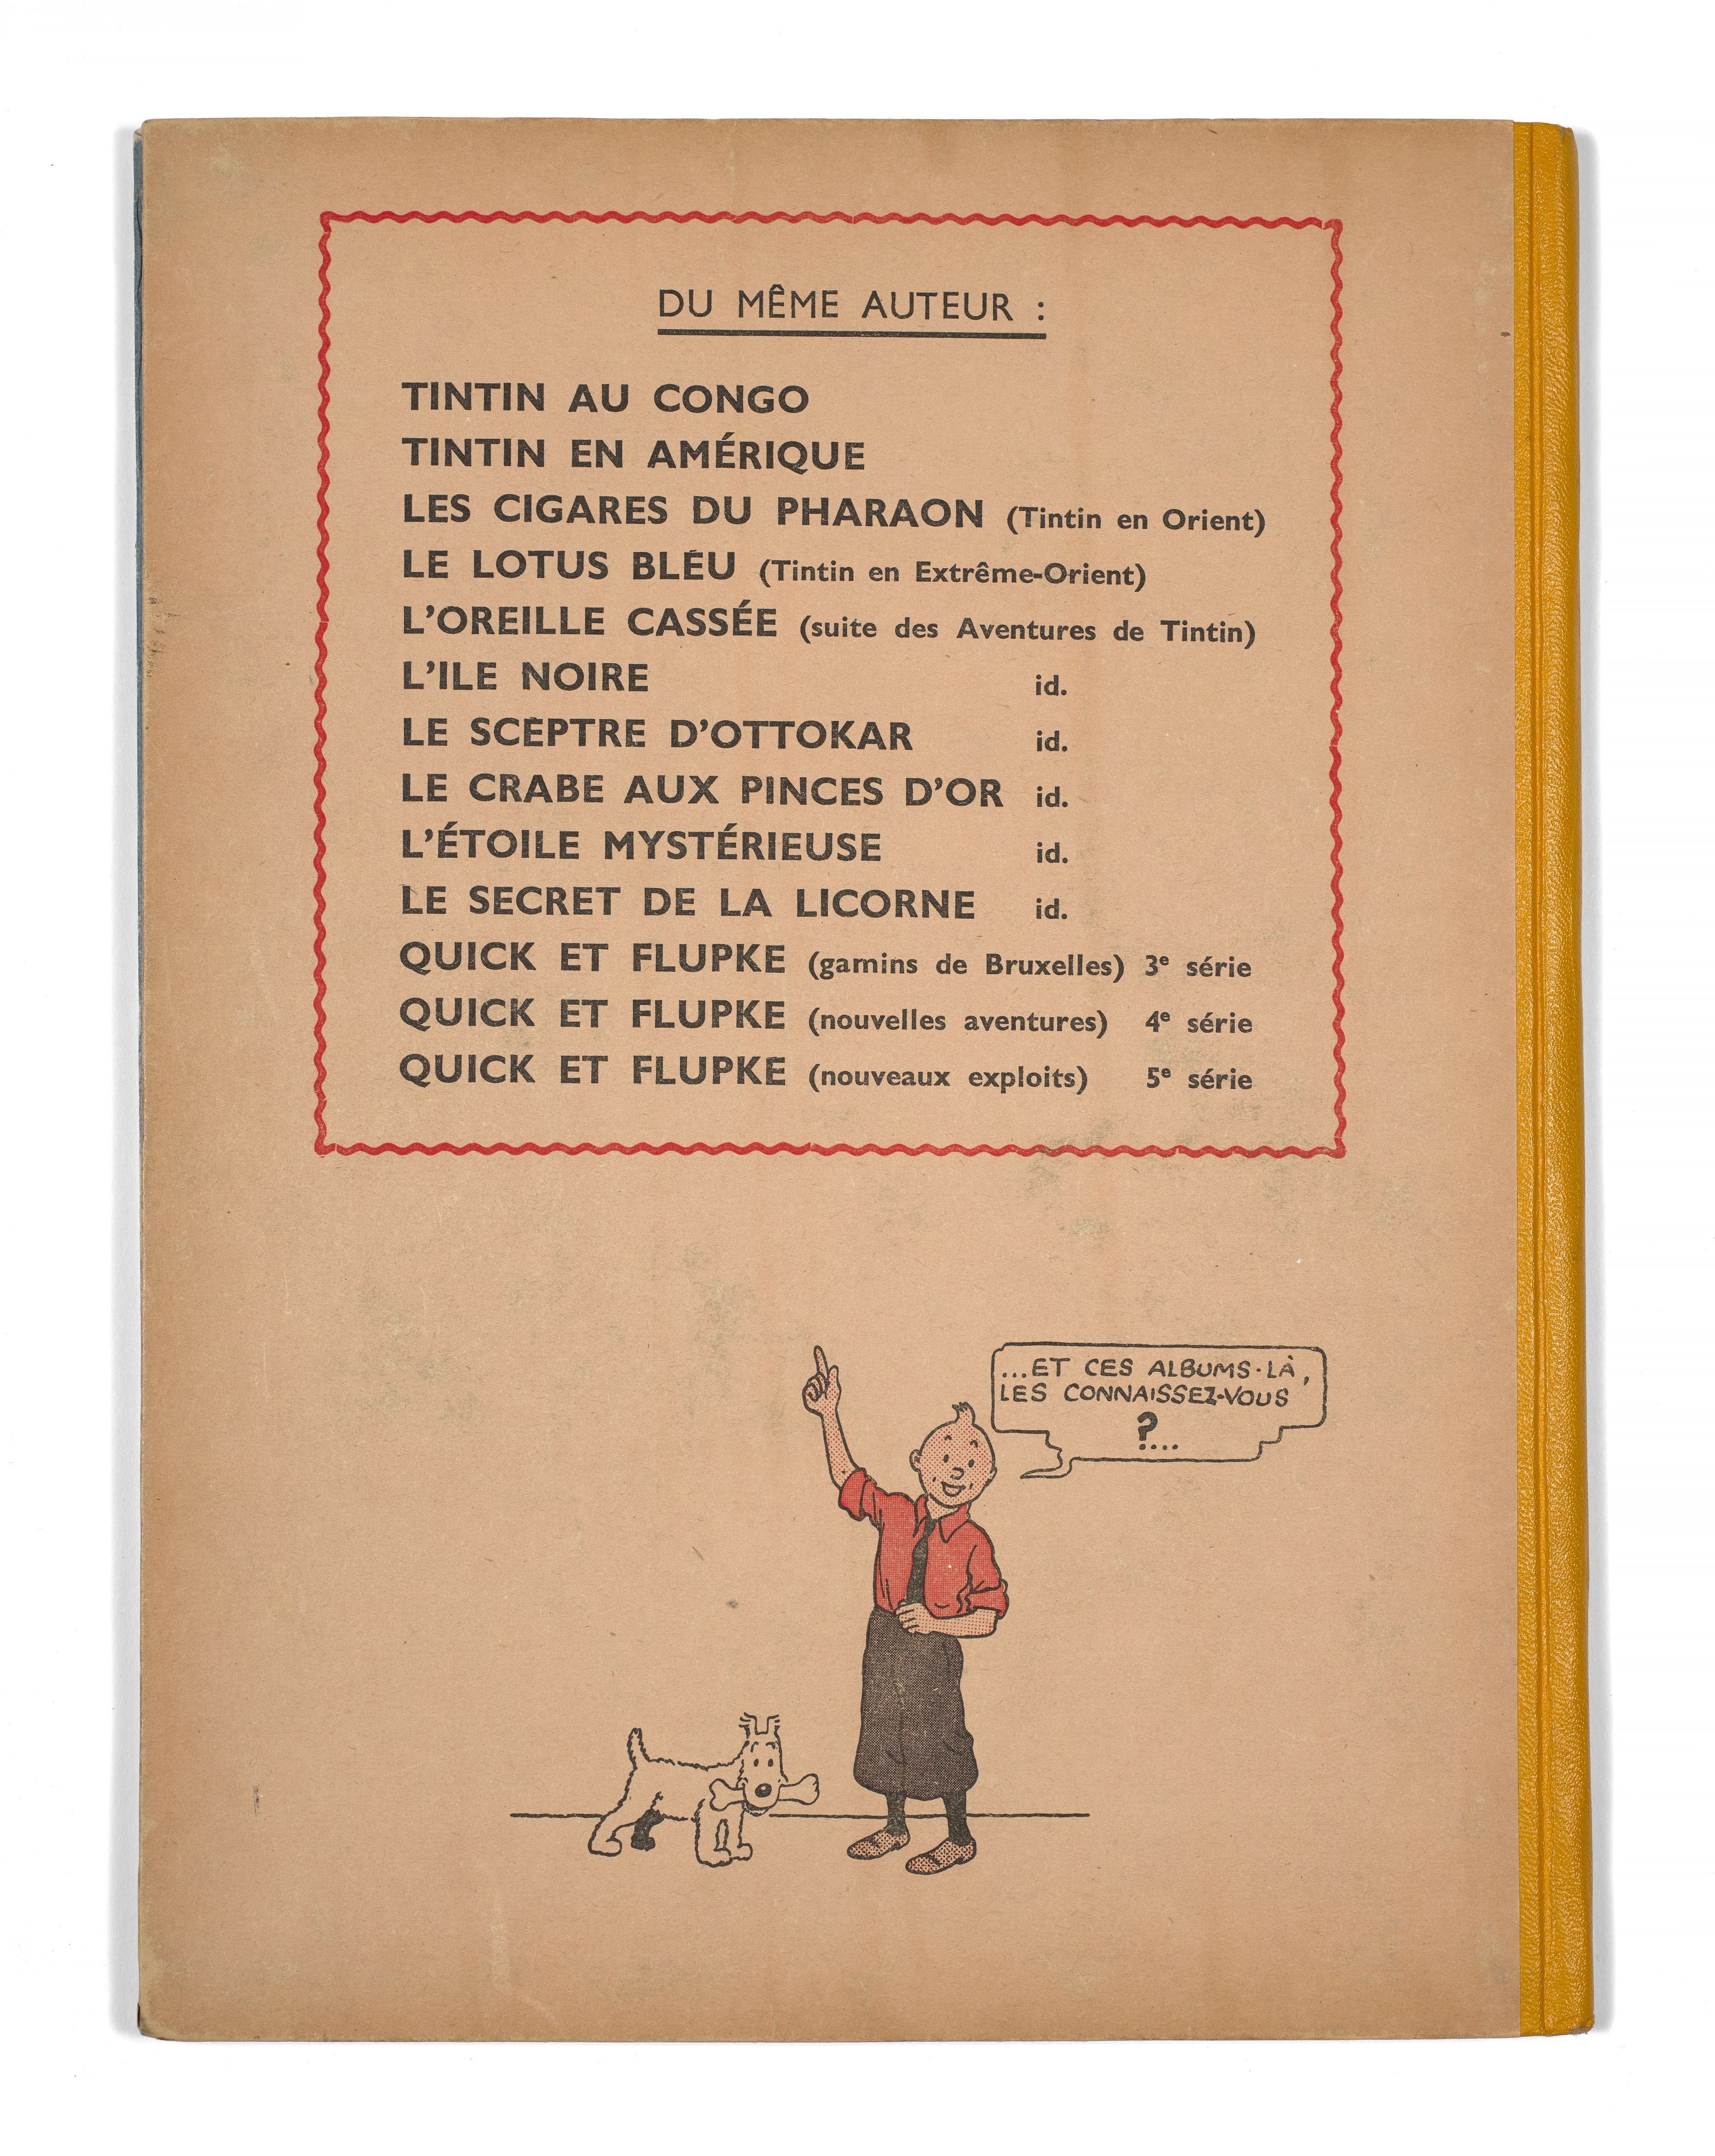 DU MÊME AUTEUR :
TINTIN AU CONGO
TINTIN EN AMÉRIQUE
LES CIGARES DU PHARAON (Tintin en Orient)
LE LOTUS BLEU (Tintin en Extrême-Orient)
L'OREILLE CASSÉE (suite des Aventures de Tintin)
L'ILE NOIRE id.
LE SCEPTRE D'OTTOKAR id.
LE CRABE AUX PINCES D'OR id.
L'ÉTOILE MYSTÉRIEUSE id.
LE SECRET DE LA LICORNE id.
QUICK ET FLUPKE (gamins de Bruxelles) 3e série
QUICK ET FLUPKE (nouvelles aventures) 4e série
QUICK ET FLUPKE (nouveaux exploits) 5e série
...ET CES ALBUMS-LÀ,
LES CONNAISSEZ-VOUS
?...